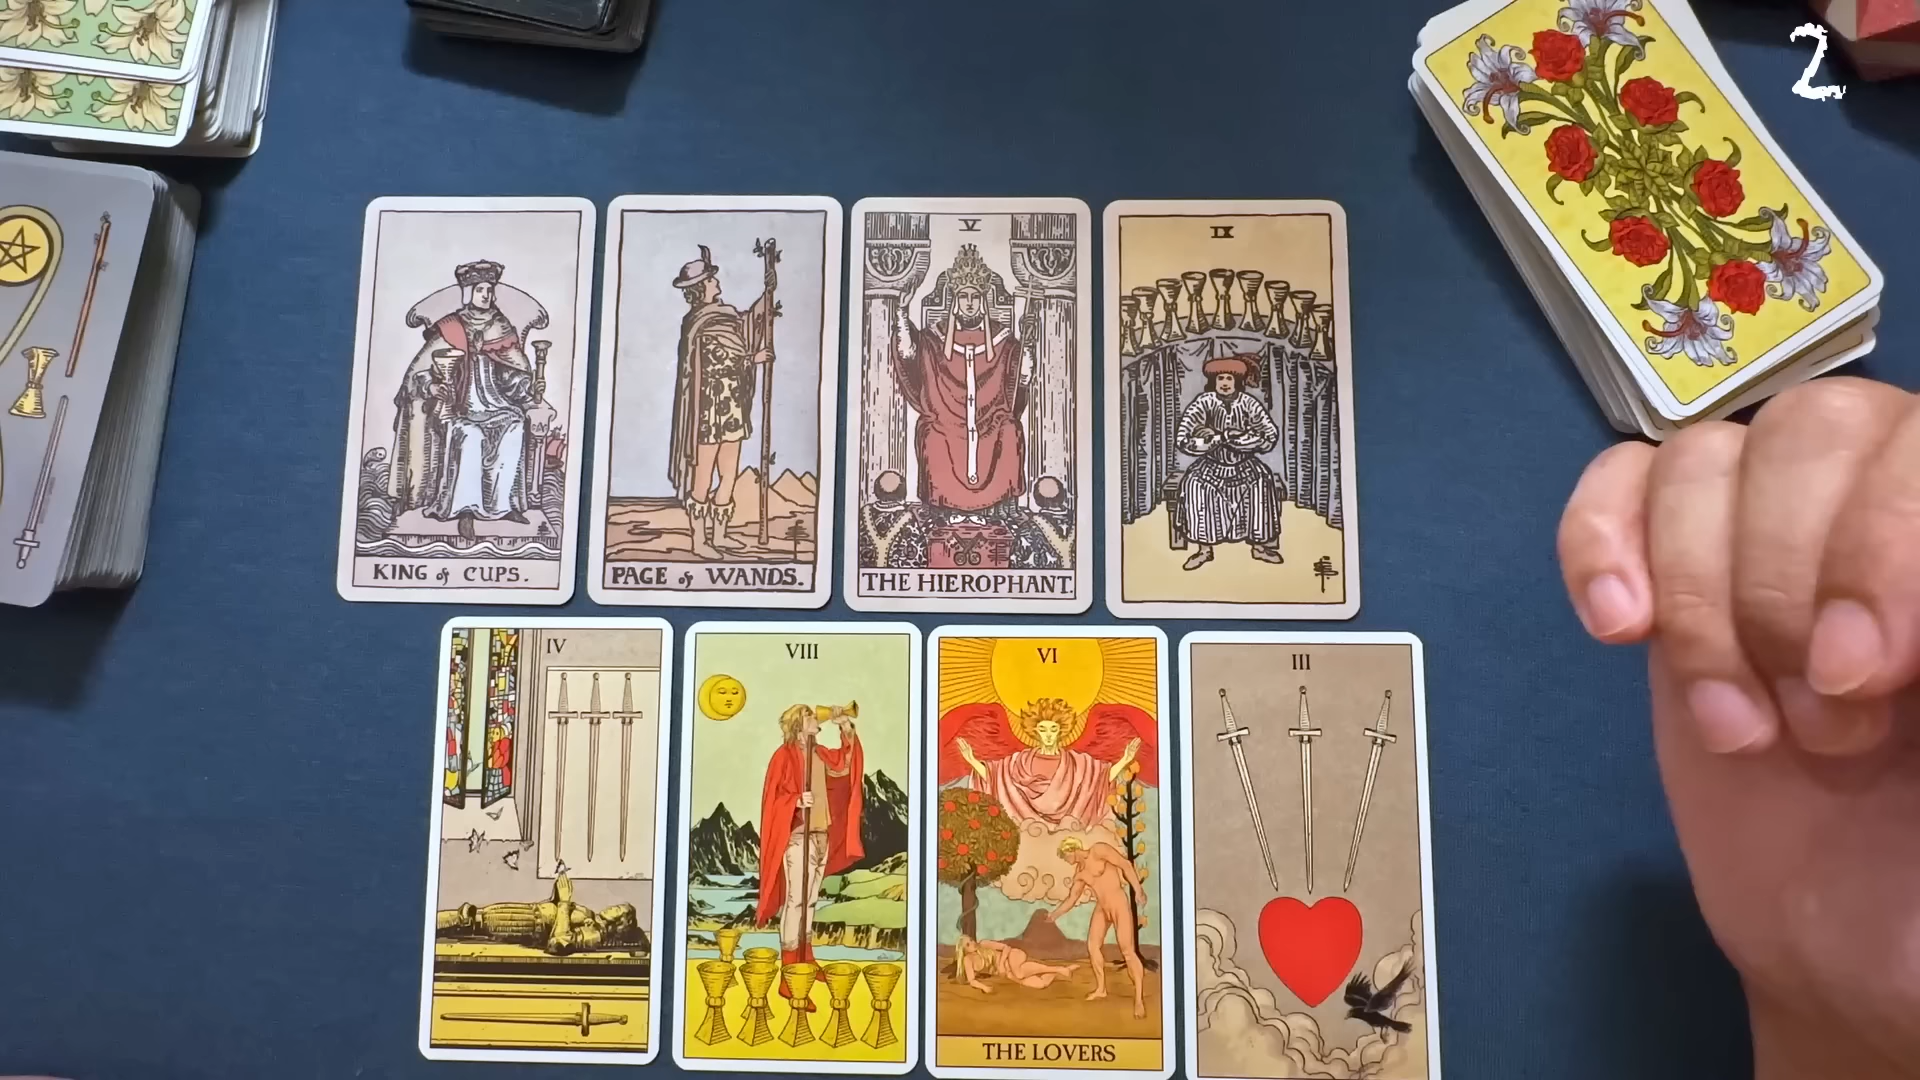 2
V
IX
KING of CUPS.
PAGE of WANDS.
THE HIEROPHANT.
IV
VIII
VI
III
THE LOVERS